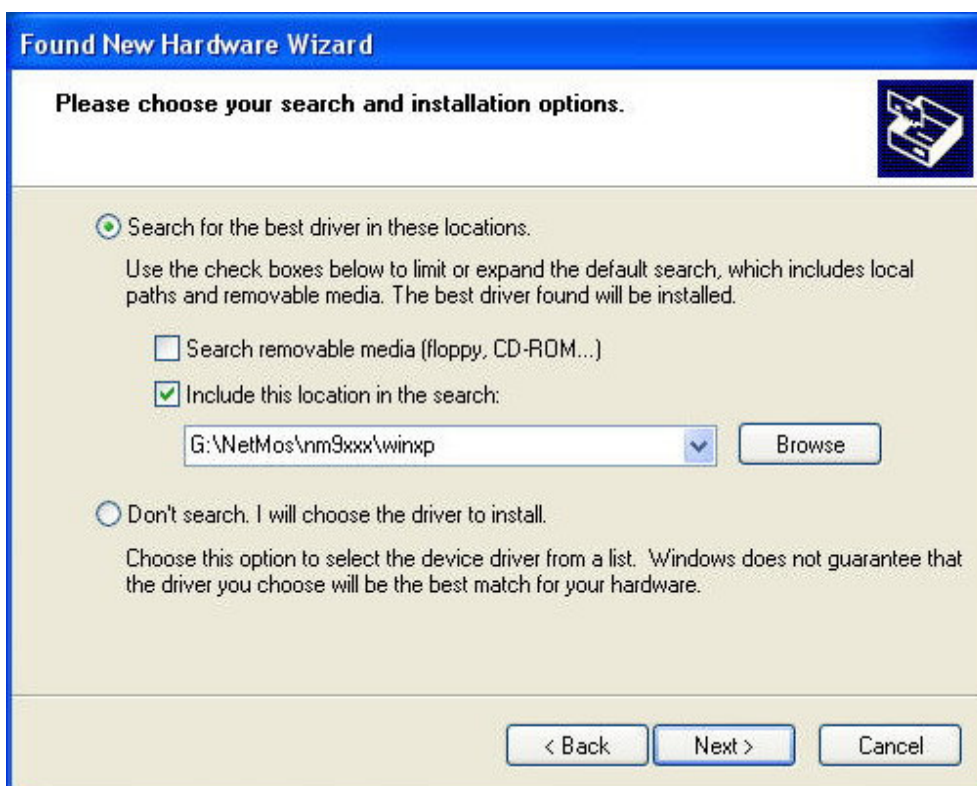 Found New Hardware Wizard
Please choose your search and installation options.
Search for the best driver in these locations.
Use the check boxes below to limit or expand the default search, which includes local
paths and removable media. The best driver found will be installed.
Search removable media (floppy, CD-ROM...)
Include this location in the search:
G:\NetMos\nm9xxx\winxp
Browse
Don't search. I will choose the driver to install.
Choose this option to select the device driver from a list. Windows does not guarantee that
the driver you choose will be the best match for your hardware.
< Back
Next >
Cancel